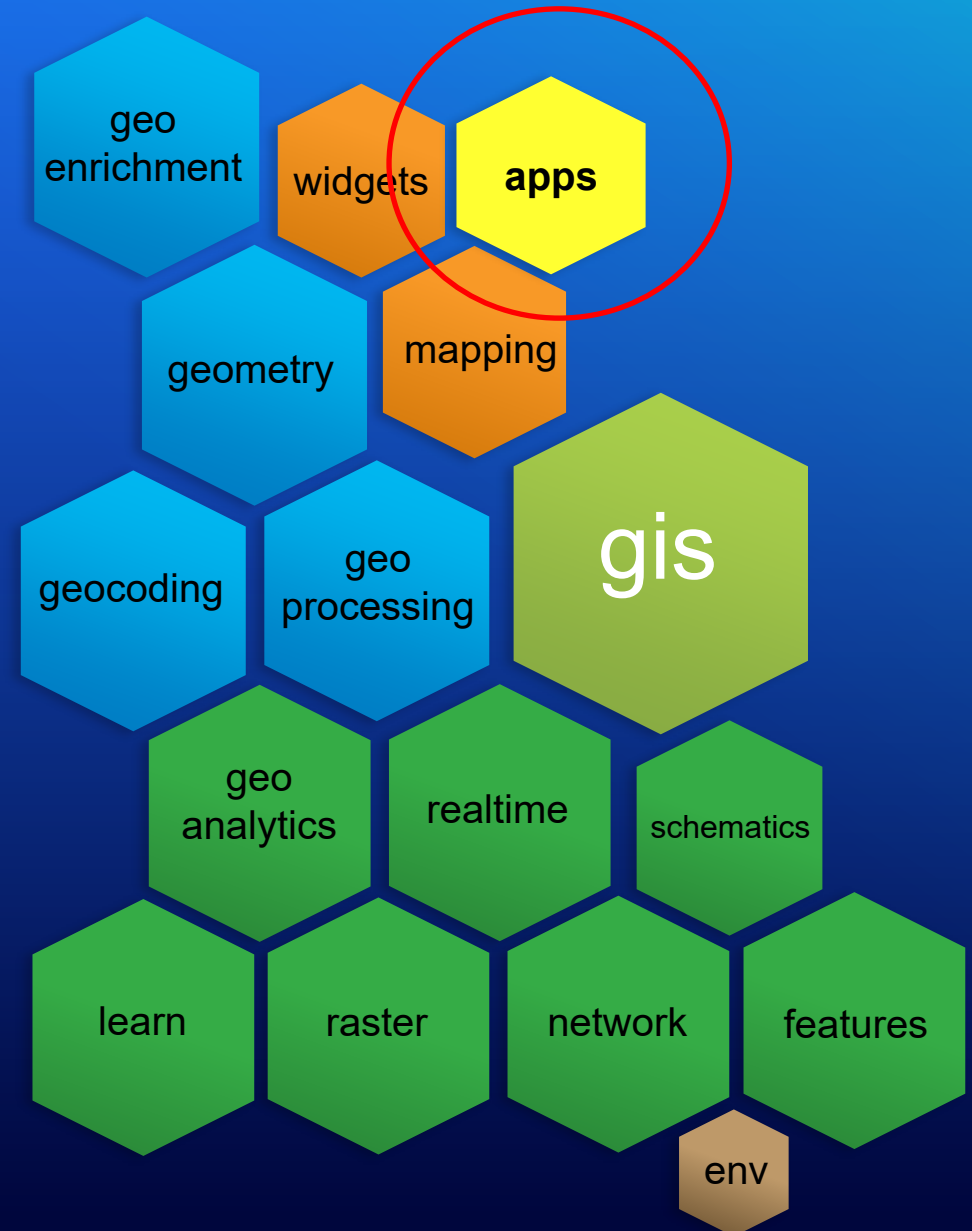 geo
enrichment
widgets
apps
geometry
mapping
geocoding
geo
processing
gis
geo
analytics
realtime
schematics
learn
raster
network
features
env